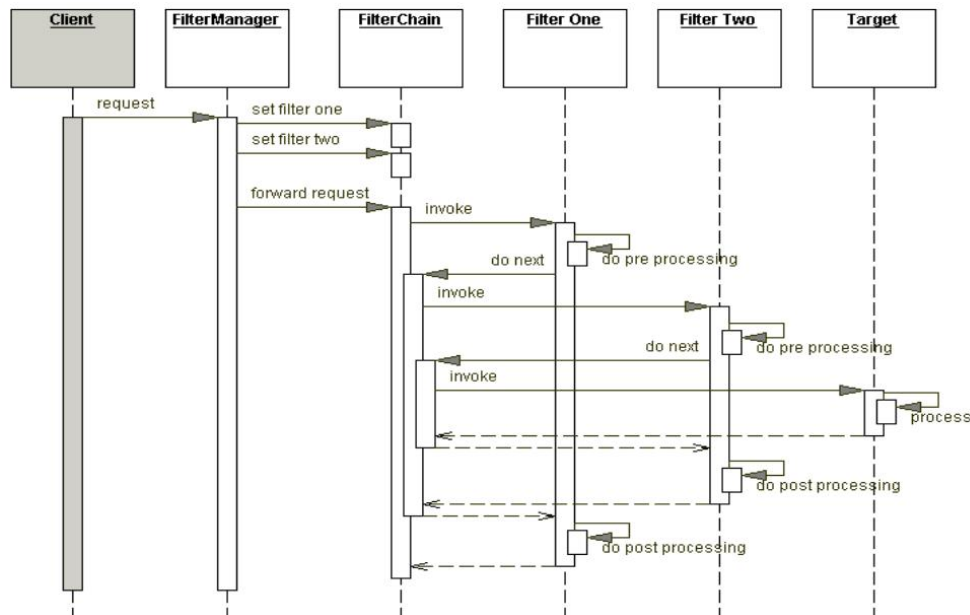 Client
FilterManager
FilterChain
Filter One
Filter Two
Target
request
set filter one
set filter two
forward request
invoke
do pre processing
do next
invoke
do pre processing
do next
invoke
process
do post processing
do post processing